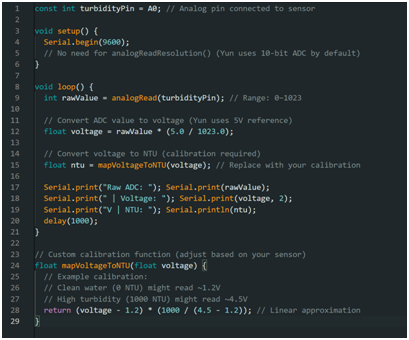 1 const int turbidityPin = A0; // Analog pin connected to sensor
2
3 void setup() {
4   Serial.begin(9600);
5   // No need for analogReadResolution() (Yun uses 10-bit ADC by default)
6 }
7
8 void loop() {
9   int rawValue = analogRead(turbidityPin); // Range: 0–1023
10
11   // Convert ADC value to voltage (Yun uses 5V reference)
12   float voltage = rawValue * (5.0 / 1023.0);
13
14   // Convert voltage to NTU (calibration required)
15   float ntu = mapVoltageToNTU(voltage); // Replace with your calibration
16
17   Serial.print("Raw ADC: "); Serial.print(rawValue);
18   Serial.print(" | Voltage: "); Serial.print(voltage, 2);
19   Serial.print("V | NTU: "); Serial.println(ntu);
20   delay(1000);
21 }
22
23 // Custom calibration function (adjust based on your sensor)
24 float mapVoltageToNTU(float voltage) {
25   // Example calibration:
26   // Clean water (0 NTU) might read ~1.2V
27   // High turbidity (1000 NTU) might read ~4.5V
28   return (voltage - 1.2) * (1000 / (4.5 - 1.2)); // Linear approximation
29 }